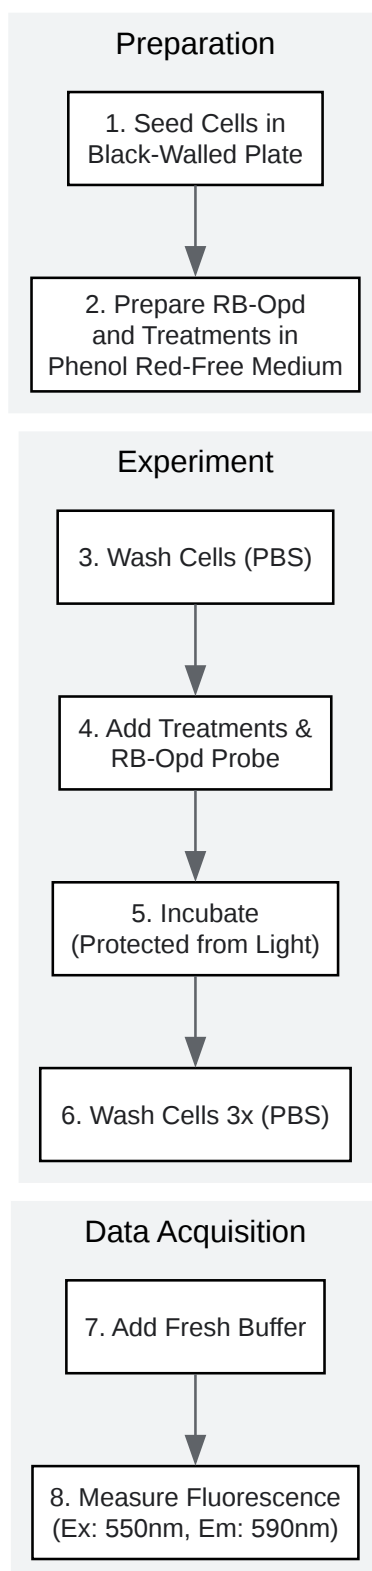 Preparation
1. Seed Cells in
Black-Walled Plate
2. Prepare RB-Opd
and Treatments in
Phenol Red-Free Medium
Experiment
3. Wash Cells (PBS)
4. Add Treatments &
RB-Opd Probe
5. Incubate
(Protected from Light)
6. Wash Cells 3x (PBS)
Data Acquisition
7. Add Fresh Buffer
8. Measure Fluorescence
(Ex: 550nm, Em: 590nm)